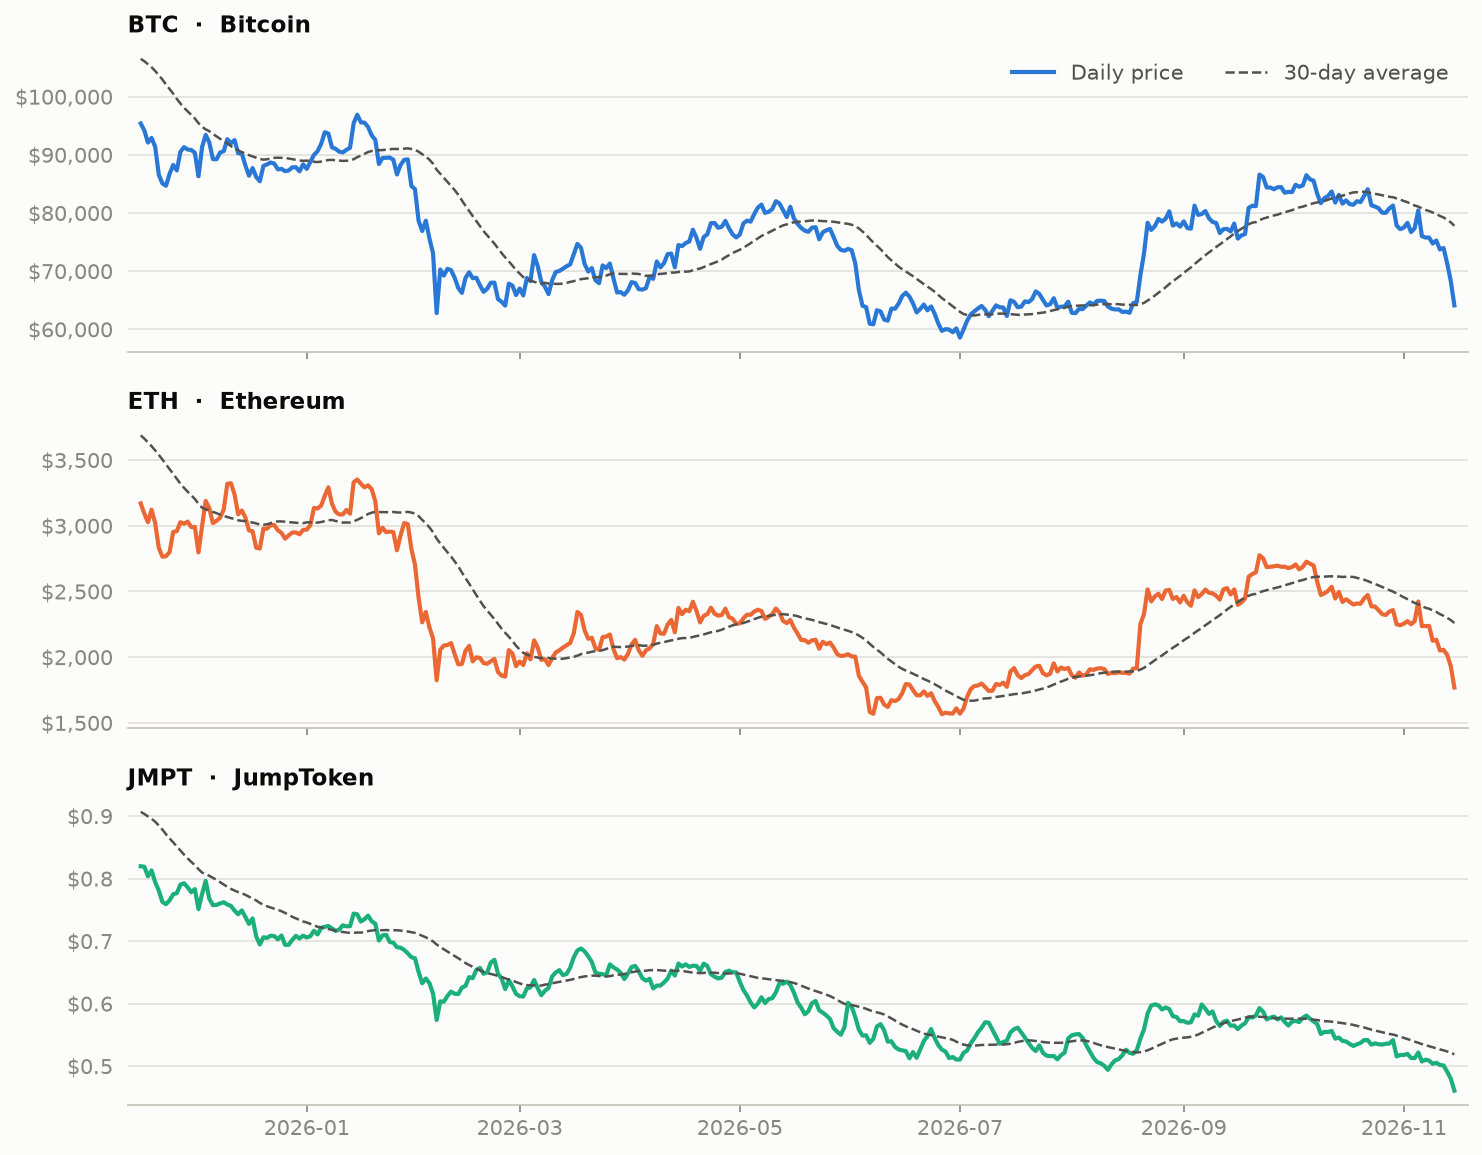 BTC · Bitcoin
Daily price
30-day average
$100,000
$90,000
$80,000
$70,000
$60,000
ETH · Ethereum
$3,500
$3,000
$2,500
$2,000
$1,500
JMPT · JumpToken
$0.9
$0.8
$0.7
$0.6
$0.5
2026-01 2026-03 2026-05 2026-07 2026-09 2026-11